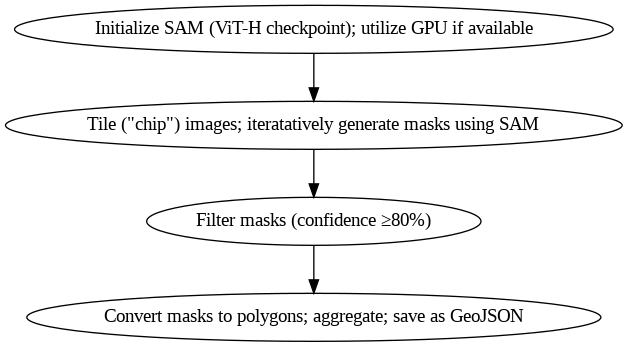 Initialize SAM (ViT-H checkpoint); utilize GPU if available
Tile ("chip") images; iteratatively generate masks using SAM
Filter masks (confidence ≥80%)
Convert masks to polygons; aggregate; save as GeoJSON